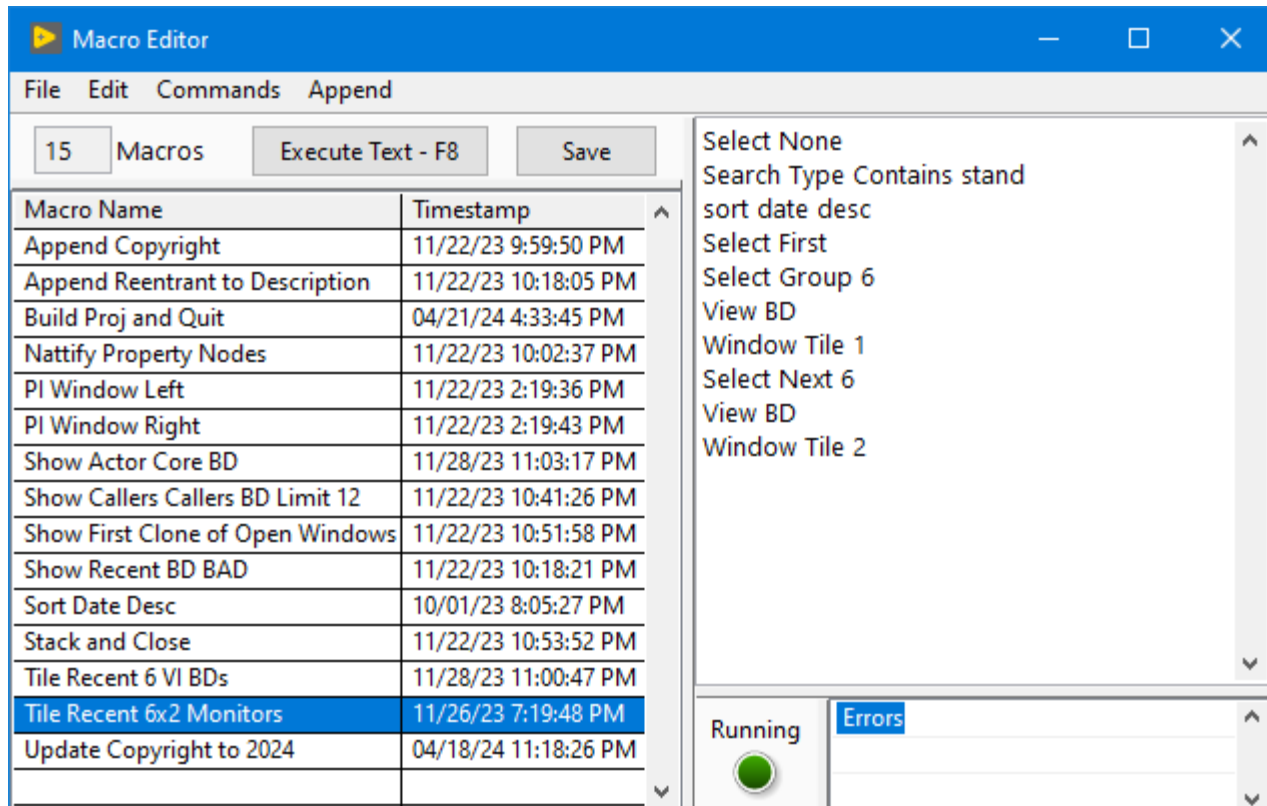 Macro Editor
File Edit Commands Append
15 Macros Execute Text - F8 Save
Macro Name Timestamp
Append Copyright 11/22/23 9:59:50 PM
Append Reentrant to Description 11/22/23 10:18:05 PM
Build Proj and Quit 04/21/24 4:33:45 PM
Nattify Property Nodes 11/22/23 10:02:37 PM
PI Window Left 11/22/23 2:19:36 PM
PI Window Right 11/22/23 2:19:43 PM
Show Actor Core BD 11/28/23 11:03:17 PM
Show Callers Callers BD Limit 12 11/22/23 10:41:26 PM
Show First Clone of Open Windows 11/22/23 10:51:58 PM
Show Recent BD BAD 11/22/23 10:18:21 PM
Sort Date Desc 10/01/23 8:05:27 PM
Stack and Close 11/22/23 10:53:52 PM
Tile Recent 6 VI BDs 11/28/23 11:00:47 PM
Tile Recent 6x2 Monitors 11/26/23 7:19:48 PM
Update Copyright to 2024 04/18/24 11:18:26 PM
Select None
Search Type Contains stand
sort date desc
Select First
Select Group 6
View BD
Window Tile 1
Select Next 6
View BD
Window Tile 2
Running
Errors